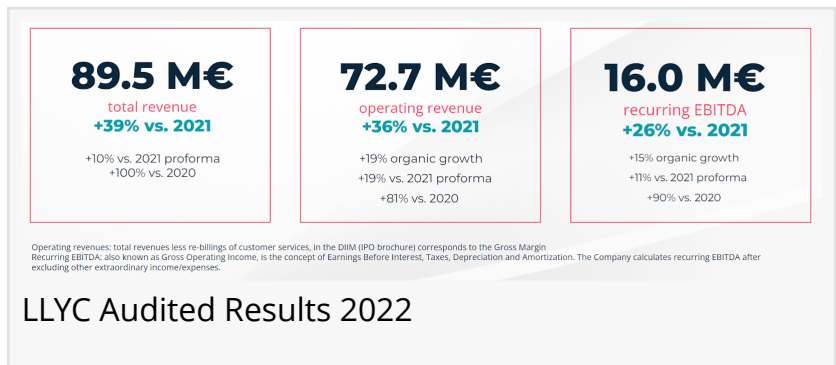 89.5 M€
total revenue
+39% vs. 2021
+10% vs. 2021 proforma
+100% vs. 2020
72.7 M€
operating revenue
+36% vs. 2021
+19% organic growth
+19% vs. 2021 proforma
+81% vs. 2020
16.0 M€
recurring EBITDA
+26% vs. 2021
+15% organic growth
+11% vs. 2021 proforma
+90% vs. 2020
Operating revenues: total revenues less re-billings of customer services, in the DIIM (IPO brochure) corresponds to the Gross Margin
Recurring EBITDA: also known as Gross Operating Income, is the concept of Earnings Before Interest, Taxes, Depreciation and Amortization. The Company calculates recurring EBITDA after
excluding other extraordinary income/expenses.
LLYC Audited Results 2022